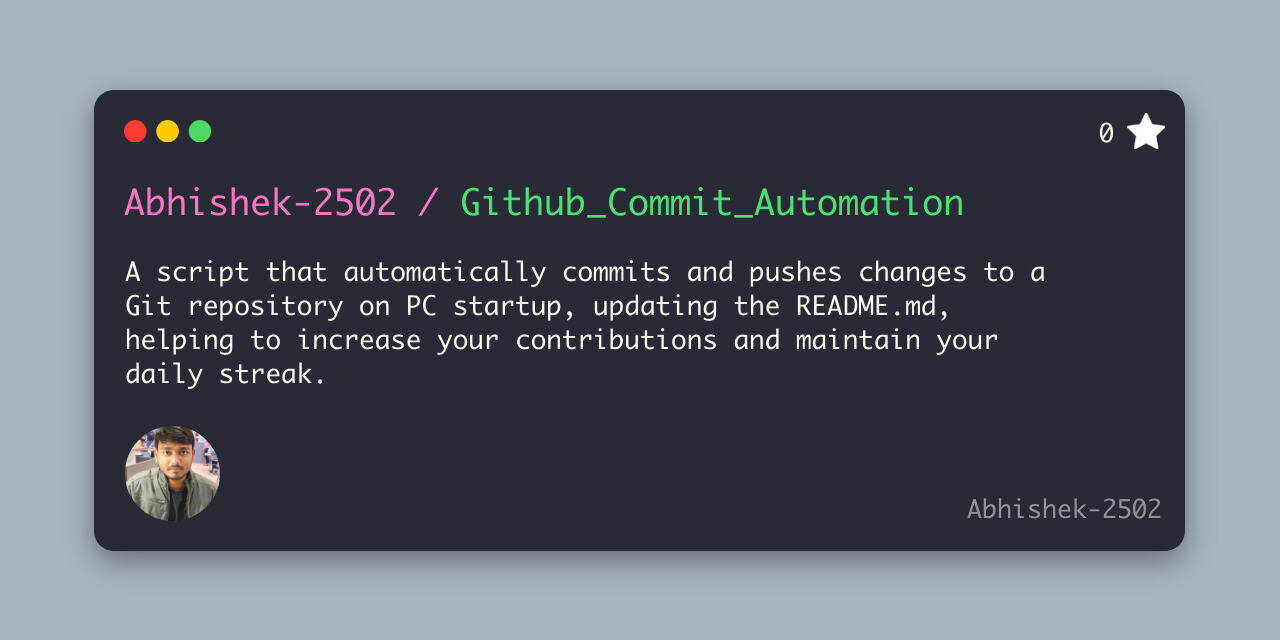 0
Abhishek-2502 / Github_Commit_Automation
A script that automatically commits and pushes changes to a
Git repository on PC startup, updating the README.md,
helping to increase your contributions and maintain your
daily streak.
Abhishek-2502